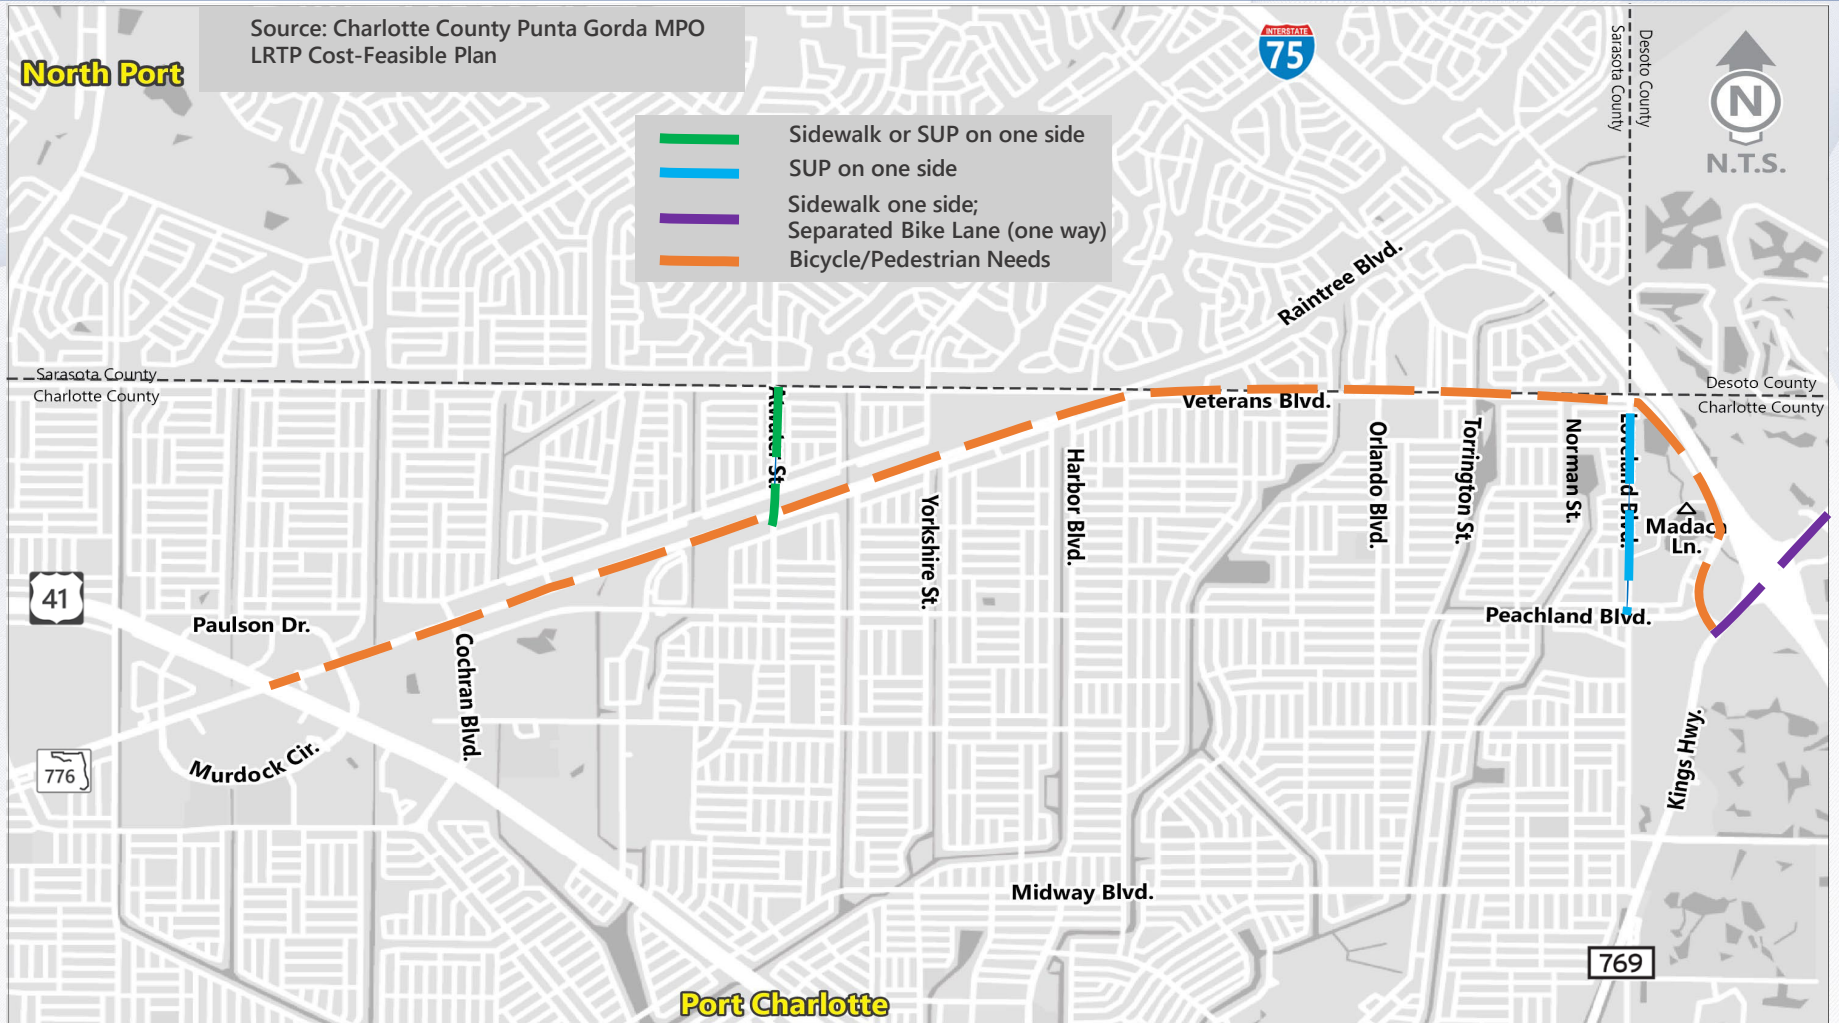 Source: Charlotte County Punta Gorda MPO
LRTP Cost-Feasible Plan
North Port
INTERSTATE
75
Sarasota County
Desoto County
N
N.T.S.
Sidewalk or SUP on one side
SUP on one side
Sidewalk one side;
Separated Bike Lane (one way)
Bicycle/Pedestrian Needs
Raintree Blvd.
Sarasota County
Charlotte County
Desoto County
Charlotte County
Veterans Blvd.
St.
Yorkshire St.
Harbor Blvd.
Orlando Blvd.
Torrington St.
Norman St.
Loveland Blvd.
Madach
Ln.
Peachland Blvd.
41
Paulson Dr.
Cochran Blvd.
Murdock Cir.
776
Kings Hwy.
Midway Blvd.
769
Port Charlotte